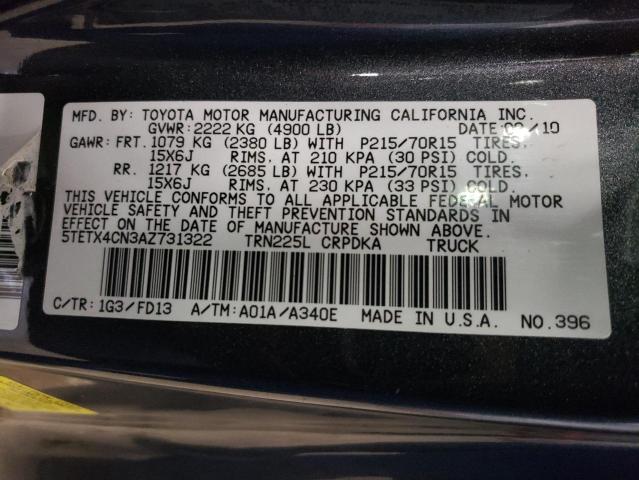 MFD. BY: TOYOTA MOTOR MANUFACTURING CALIFORNIA INC.
GVWR: 2222 KG (4900 LB) DATE: /10
GAWR: FRT. 1079 KG (2380 LB) WITH P215/70R15 TIRES,
15X6J RIMS, AT 210 KPA (30 PSI) COLD.
RR. 1217 KG (2685 LB) WITH P215/70R15 TIRES,
15X6J RIMS, AT 230 KPA (33 PSI) COLD.
THIS VEHICLE CONFORMS TO ALL APPLICABLE FEDERAL MOTOR
VEHICLE SAFETY AND THEFT PREVENTION STANDARDS IN
EFFECT ON THE DATE OF MANUFACTURE SHOWN ABOVE.
5TETX4CN3AZ731322 TRN225L CRPDKA TRUCK
C/TR: 1G3/FD13 A/TM: A01A/A340E MADE IN U.S.A. NO.396